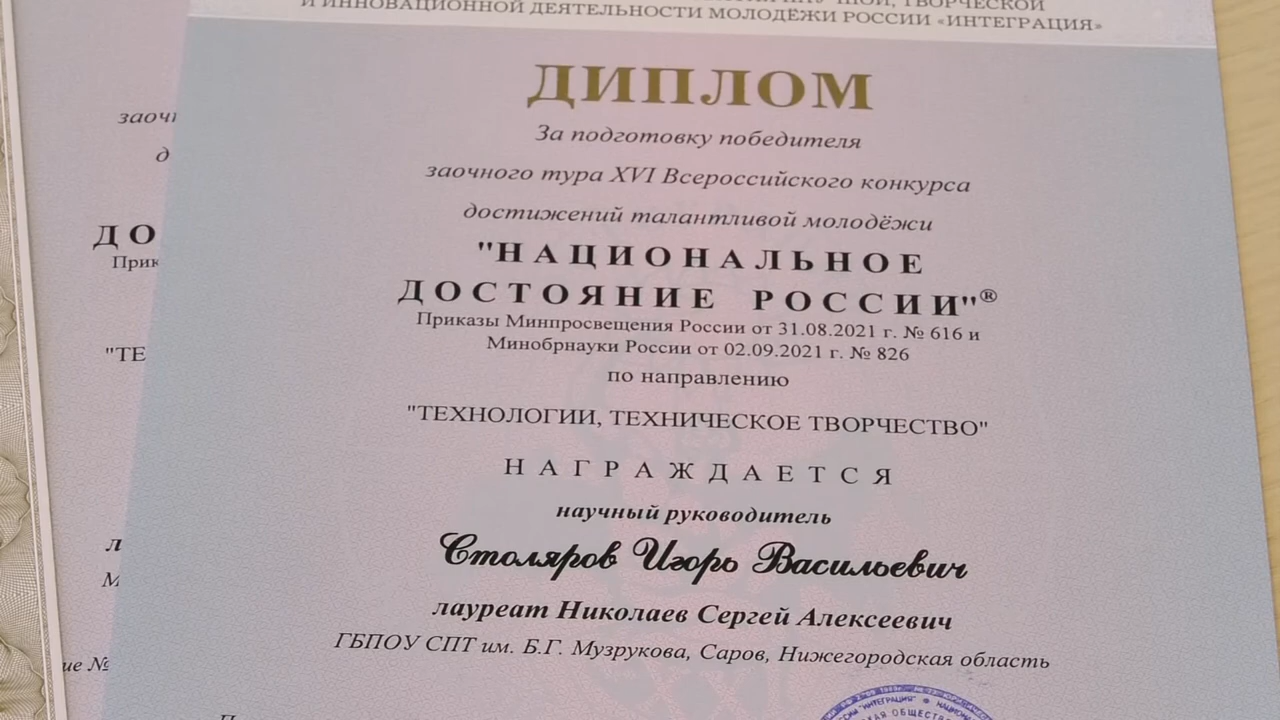 И ИННОВАЦИОННОЙ ДЕЯТЕЛЬНОСТИ МОЛОДЁЖИ РОССИИ «ИНТЕГРАЦИЯ»
ДИПЛОМ
За подготовку победителя
заочного тура XVI Всероссийского конкурса
достижений талантливой молодёжи
"НАЦИОНАЛЬНОЕ
ДОСТОЯНИЕ РОССИИ"®
Приказы Минпросвещения России от 31.08.2021 г. № 616 и
Минобрнауки России от 02.09.2021 г. № 826
по направлению
"ТЕХНОЛОГИИ, ТЕХНИЧЕСКОЕ ТВОРЧЕСТВО"
НАГРАЖДАЕТСЯ
научный руководитель
Столяров Игорь Васильевич
лауреат Николаев Сергей Алексеевич
ГБПОУ СПТ им. Б.Г. Музрукова, Саров, Нижегородская область